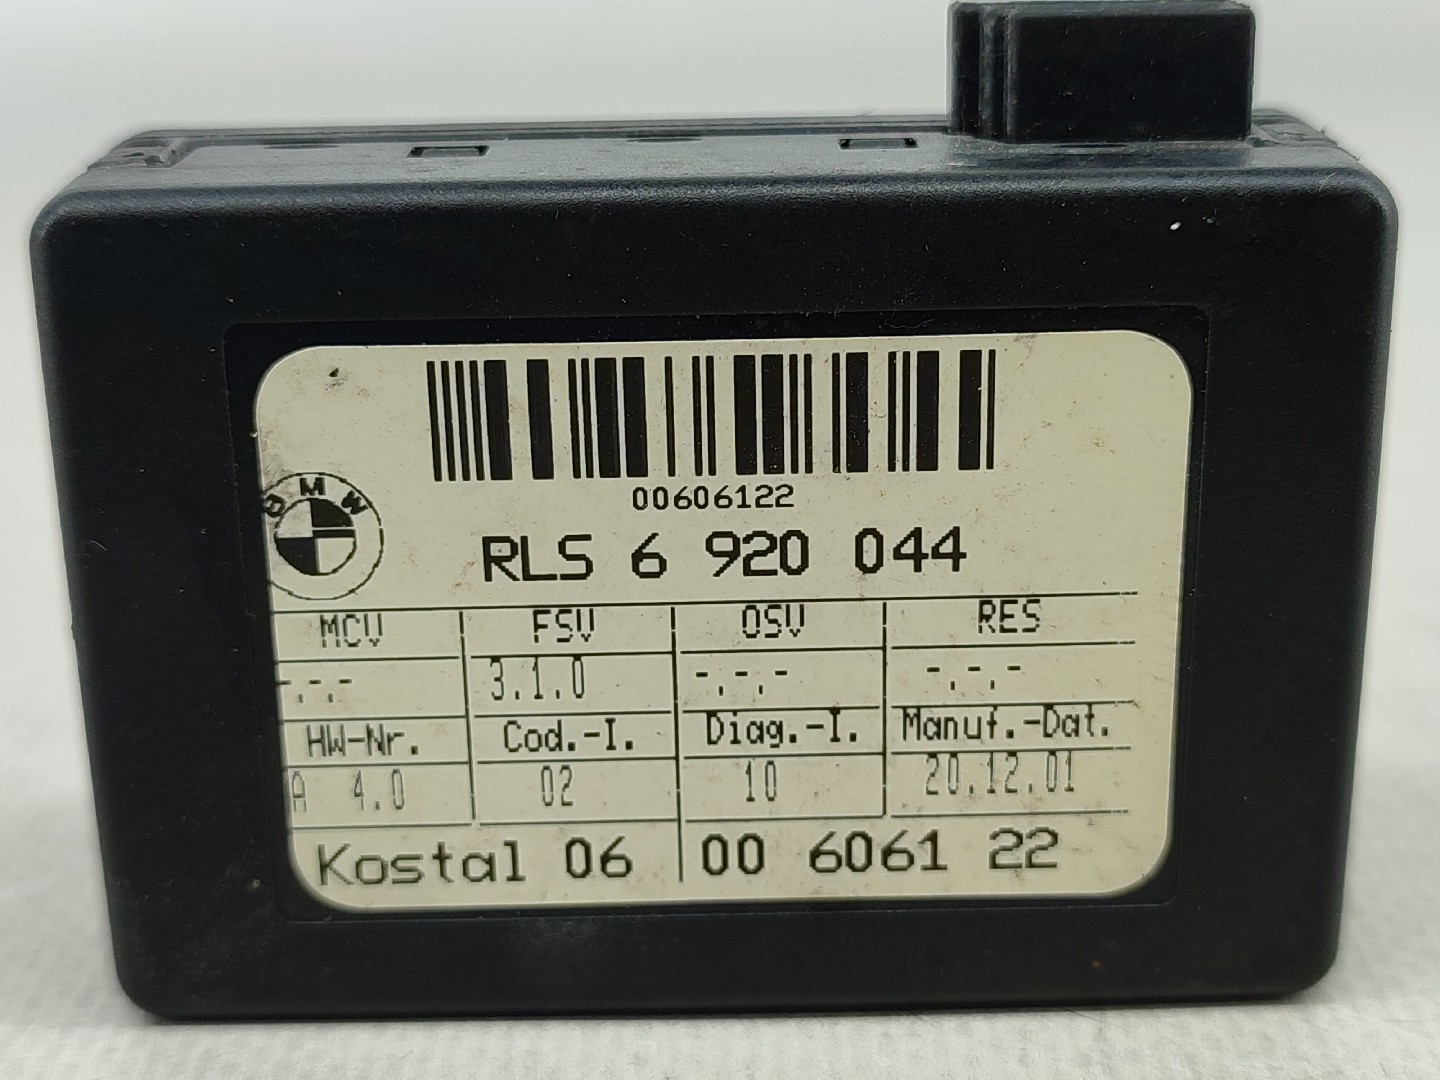 00606122
BMW
RLS 6 920 044
MCV FSV OSV RES
-.-.- 3.1.0 -.-.- -.-.-
HW-Nr. Cod.-I. Diag.-I. Manuf.-Dat.
A 4.0 02 10 20.12.01
Kostal 06 00 6061 22